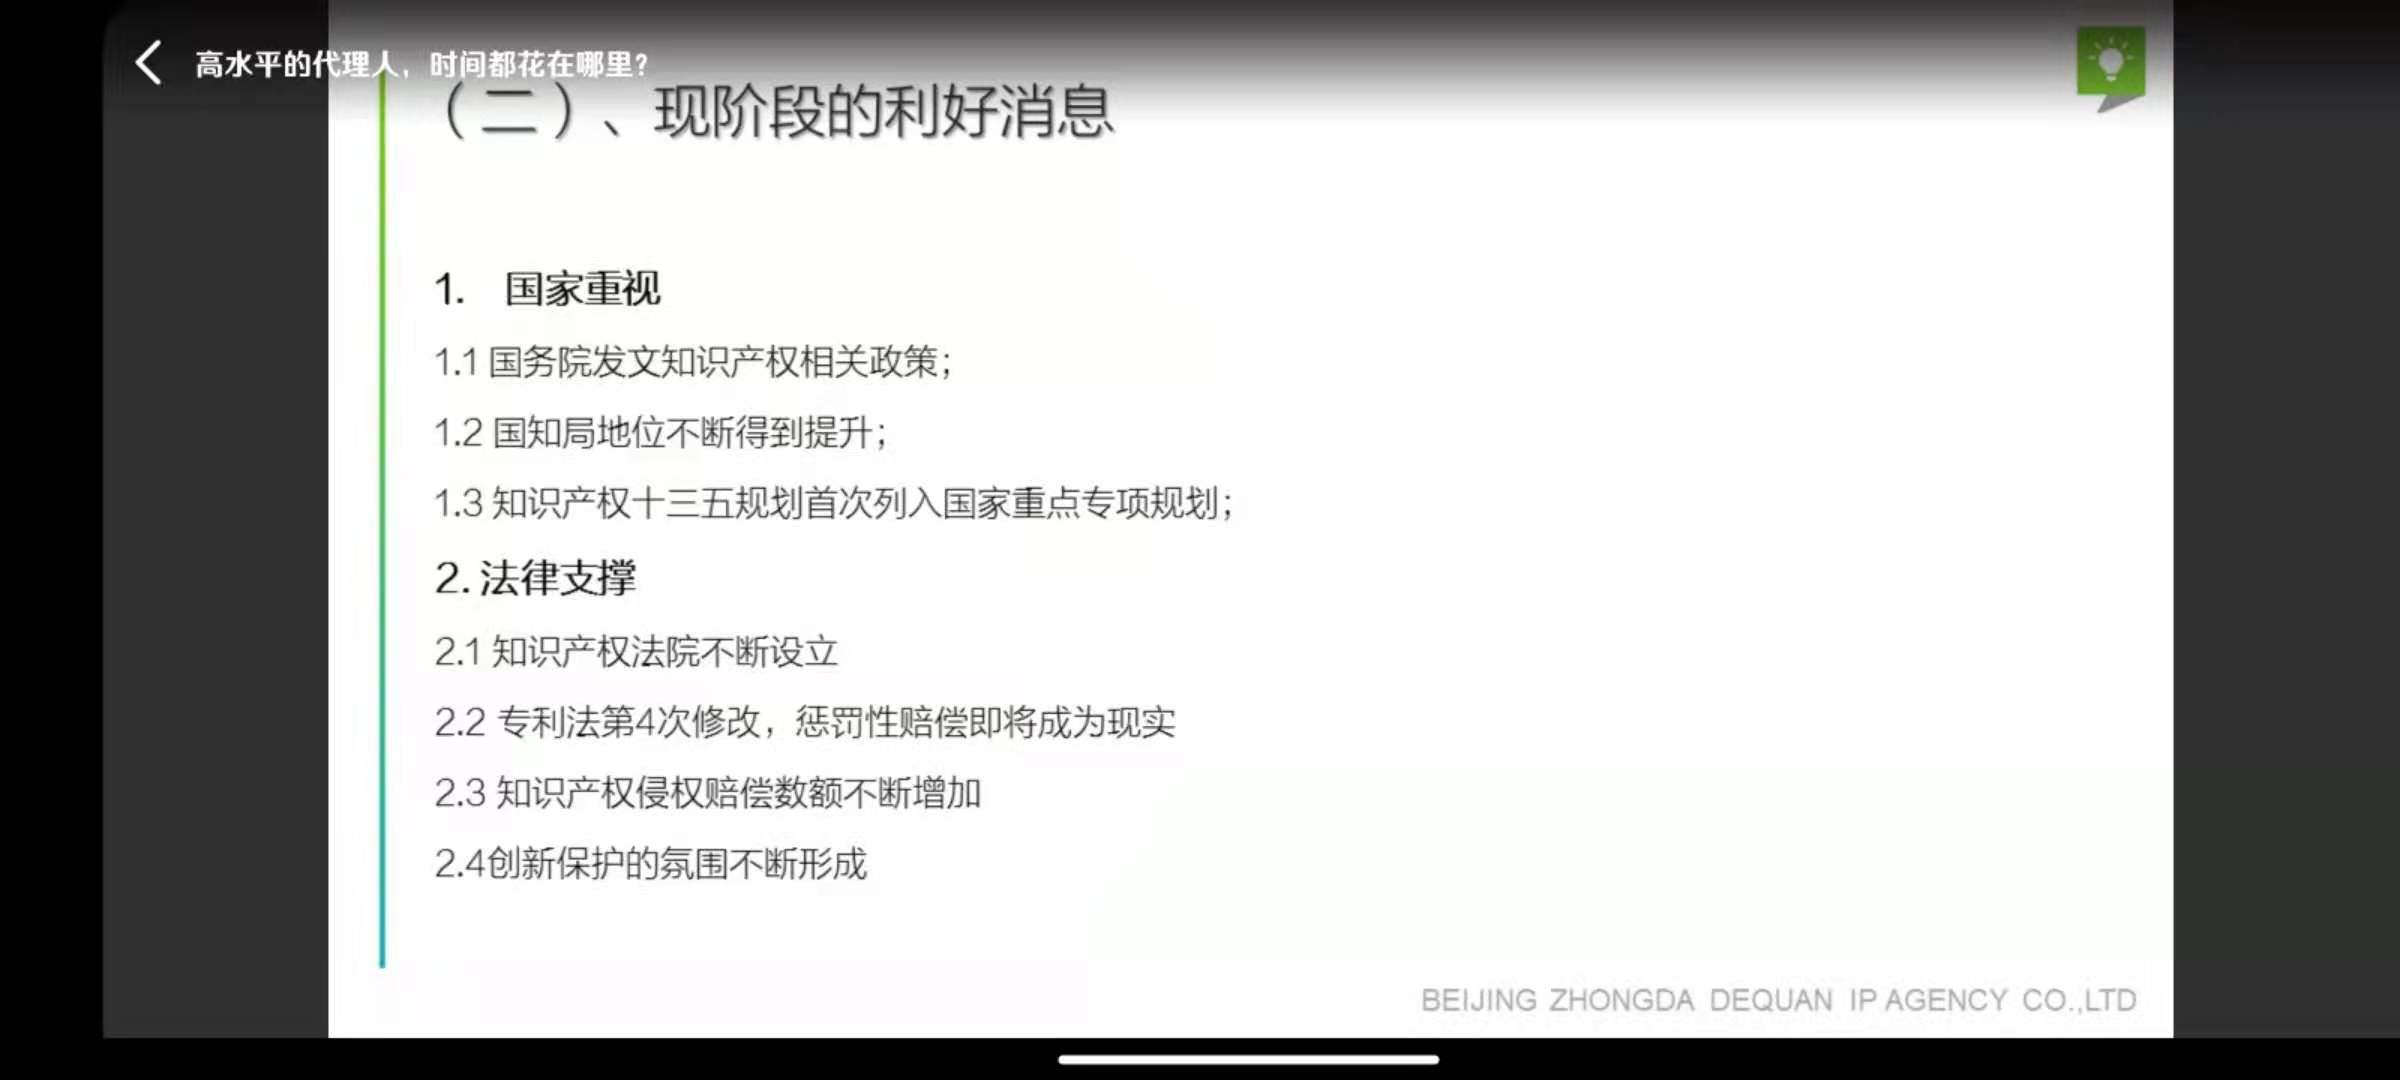 高水平的代理人，时间都花在哪里？
（二）、现阶段的利好消息
1. 国家重视
1.1 国务院发文知识产权相关政策；
1.2 国知局地位不断得到提升；
1.3 知识产权十三五规划首次列入国家重点专项规划；
2. 法律支撑
2.1 知识产权法院不断设立
2.2 专利法第4次修改，惩罚性赔偿即将成为现实
2.3 知识产权侵权赔偿数额不断增加
2.4创新保护的氛围不断形成
BEIJING ZHONGDA DEQUAN IP AGENCY CO.,LTD